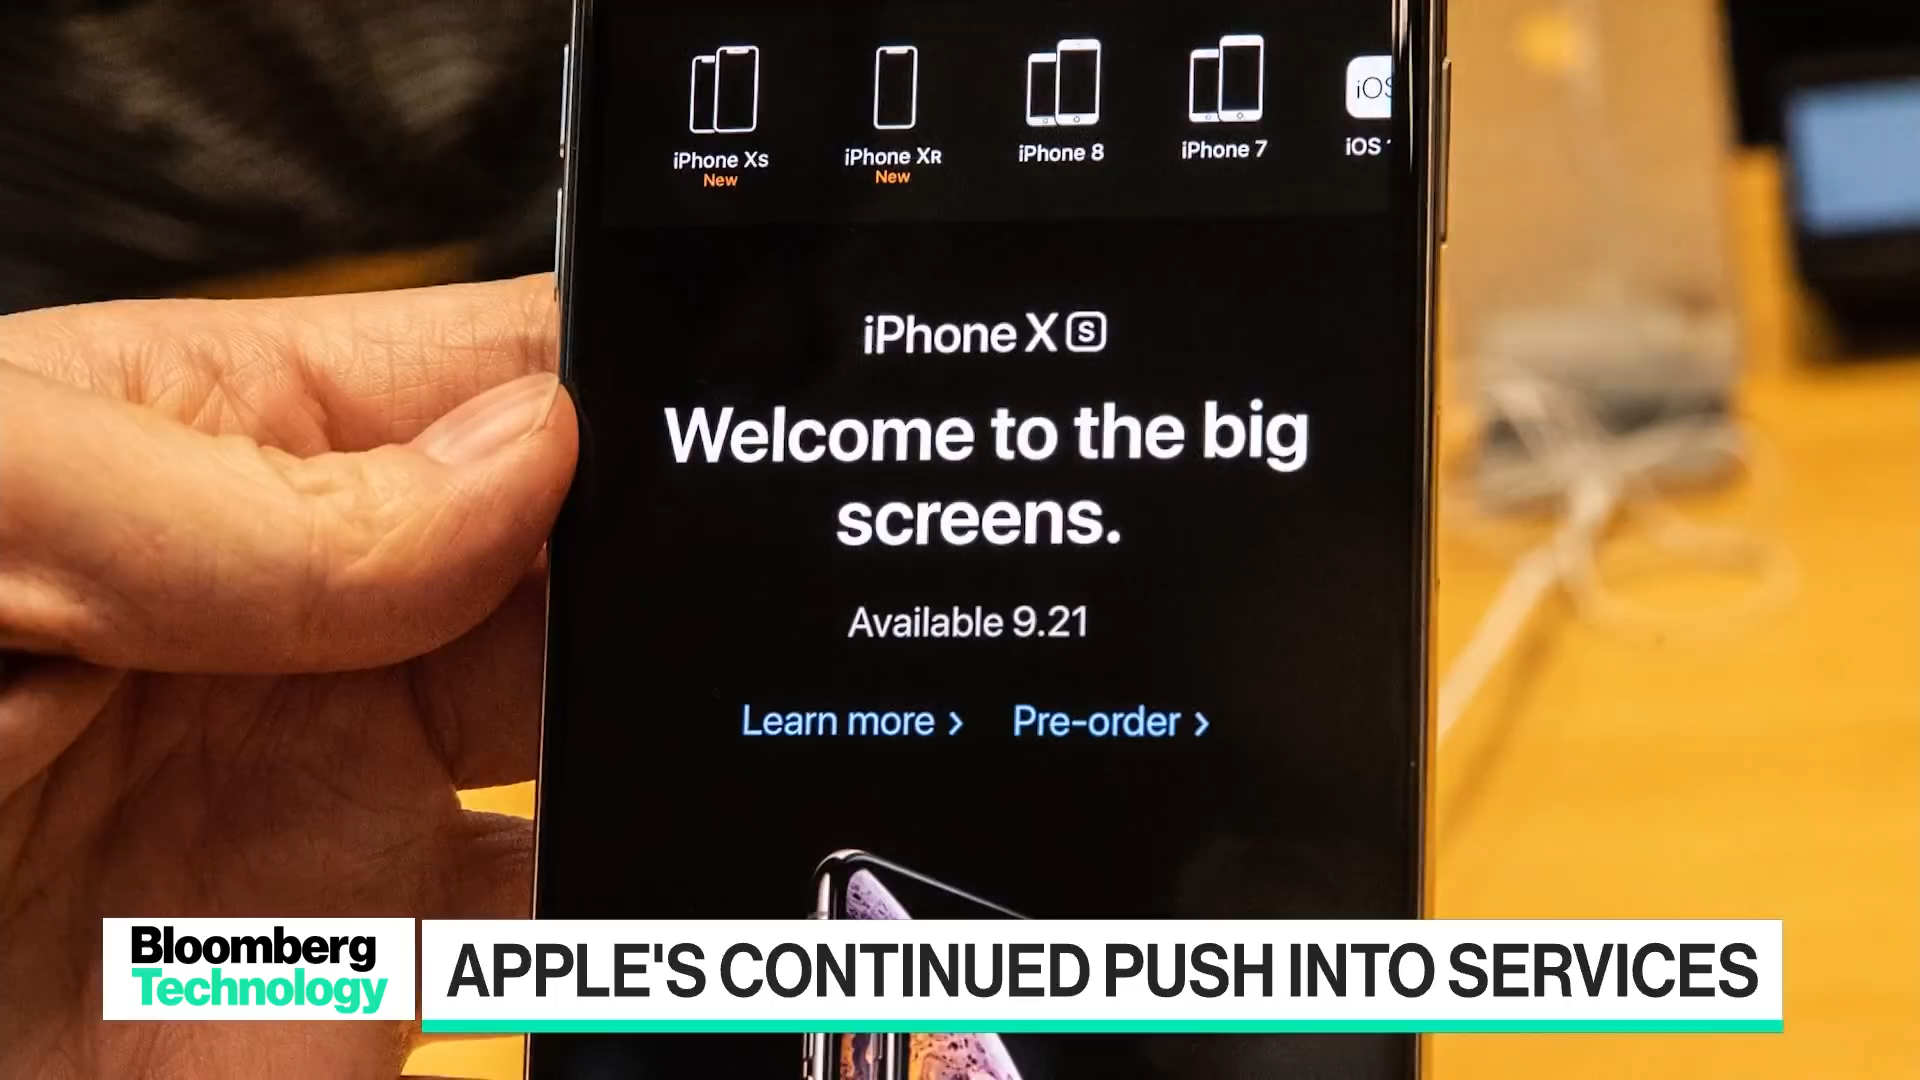 iOS
iPhone Xs
iPhone XR
iPhone 8
iPhone 7
iOS
New
New
iPhone X S
Welcome to the big
screens.
Available 9.21
Learn more >
Pre-order >
Bloomberg
Technology
APPLE'S CONTINUED PUSH INTO SERVICES